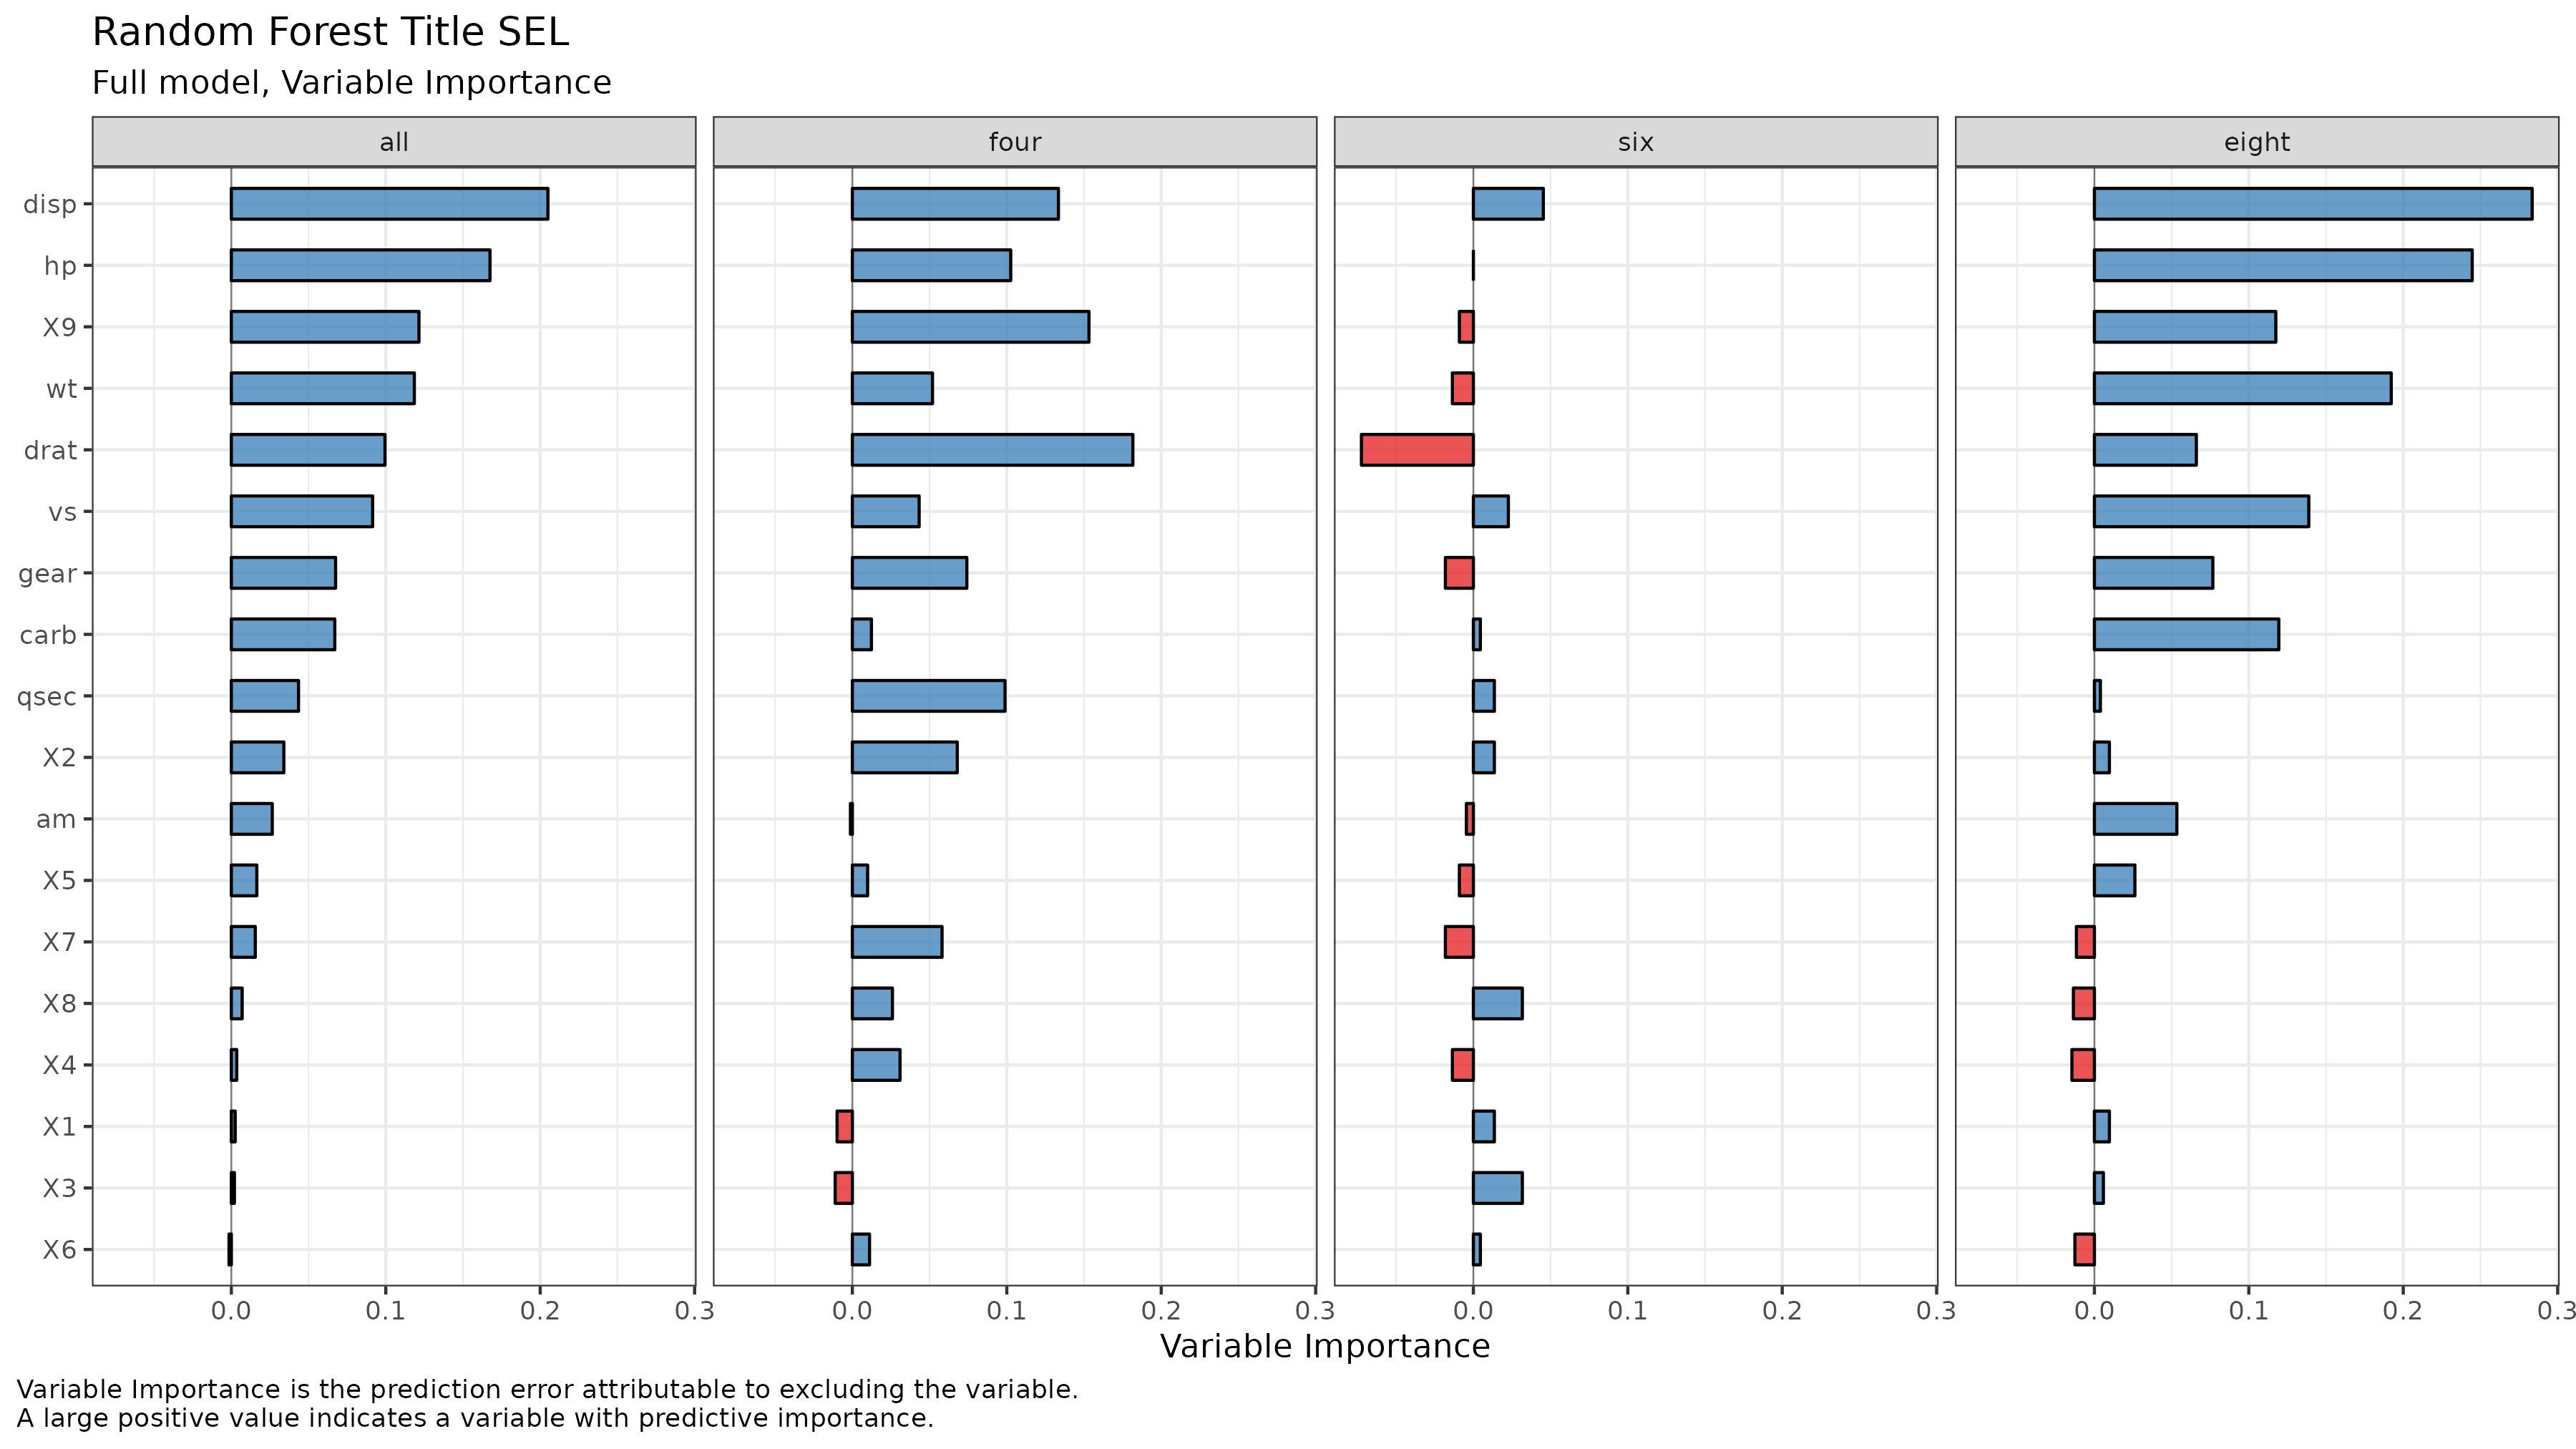 Random Forest Title SEL
Full model, Variable Importance
all four six eight
disp
hp
X9
wt
drat
vs
gear
carb
qsec
X2
am
X5
X7
X8
X4
X1
X3
X6
0.0 0.1 0.2 0.3 0.0 0.1 0.2 0.3 0.0 0.1 0.2 0.3 0.0 0.1 0.2 0.3
Variable Importance
Variable Importance is the prediction error attributable to excluding the variable.
A large positive value indicates a variable with predictive importance.